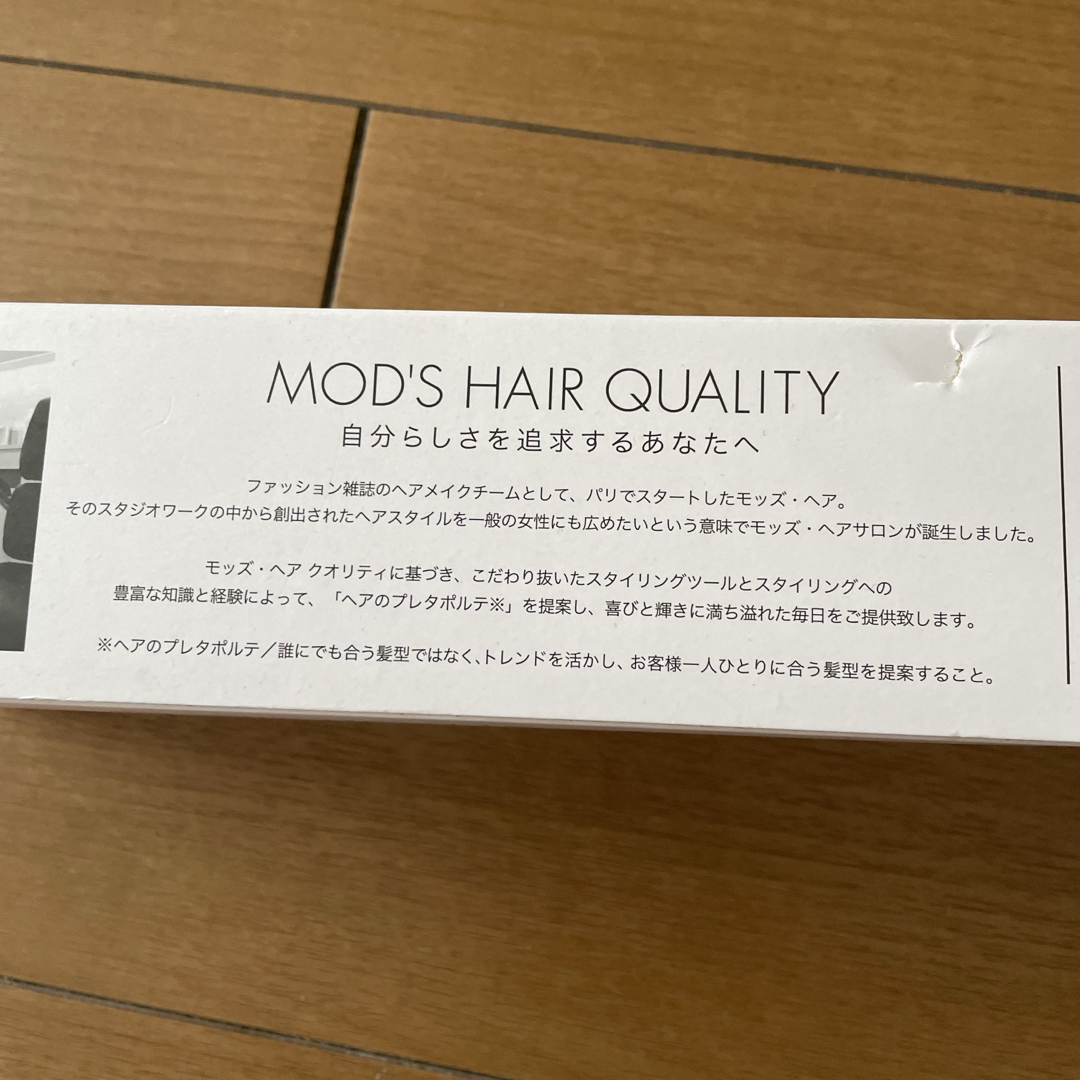 MOD'S HAIR QUALITY
自分らしさを追求するあなたへ
ファッション雑誌のヘアメイクチームとして、パリでスタートしたモッズ・ヘア。
そのスタジオワークの中から創出されたヘアスタイルを一般の女性にも広めたいという意味でモッズ・ヘアサロンが誕生しました。
モッズ・ヘア クオリティに基づき、こだわり抜いたスタイリングツールとスタイリングへの
豊富な知識と経験によって、「ヘアのプレタポルテ※」を提案し、喜びと輝きに満ち溢れた毎日をご提供致します。
※ヘアのプレタポルテ／誰にでも合う髪型ではなく、トレンドを活かし、お客様一人ひとりに合う髪型を提案すること。